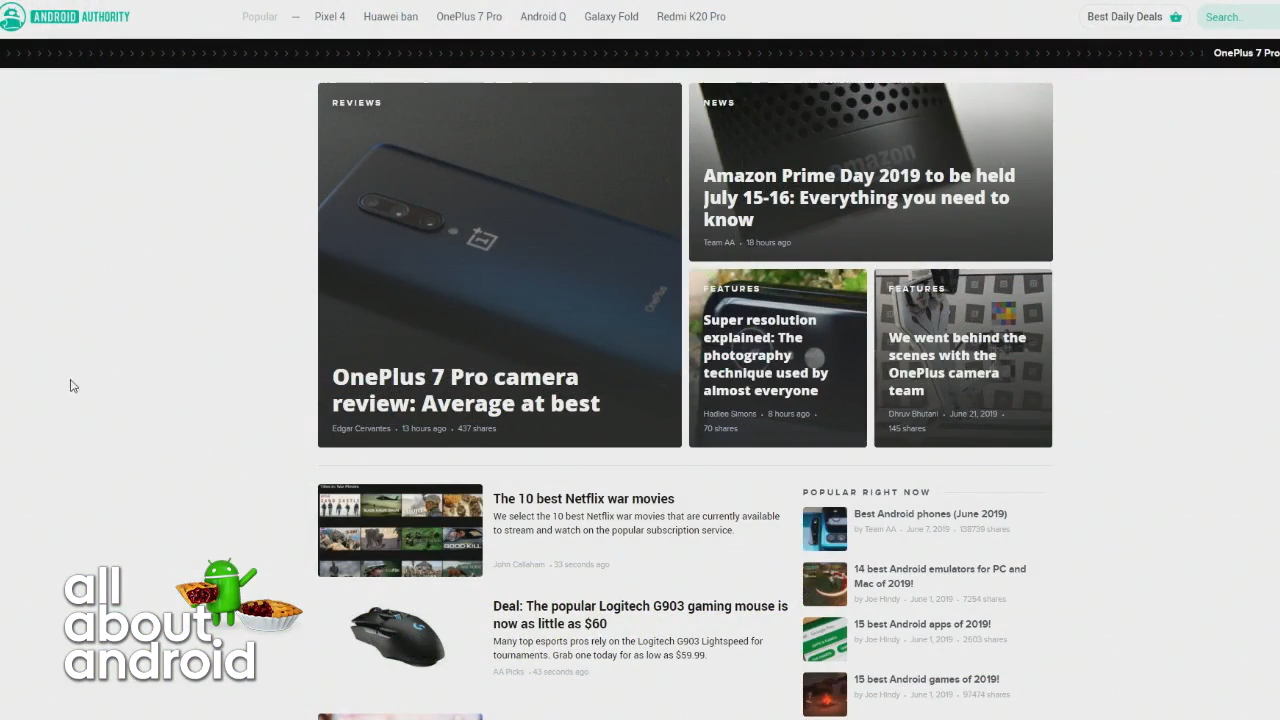 ANDROID AUTHORITY
Popular — Pixel 4 Huawei ban OnePlus 7 Pro Android Q Galaxy Fold Redmi K20 Pro
Best Daily Deals
Search..
OnePlus 7 Pro
REVIEWS
OnePlus 7 Pro camera
review: Average at best
Edgar Cervantes • 13 hours ago • 437 shares
OnePlus
NEWS
amazon
Amazon Prime Day 2019 to be held
July 15-16: Everything you need to
know
Team AA • 18 hours ago
FEATURES
Super resolution
explained: The
photography
technique used by
almost everyone
Hadlee Simons • 8 hours ago •
70 shares
FEATURES
We went behind the
scenes with the
OnePlus camera
team
Dhruv Bhutani • June 21, 2019 •
145 shares
The 10 best Netflix war movies
We select the 10 best Netflix war movies that are currently available
to stream and watch on the popular subscription service.
John Callaham • 33 seconds ago
GOOD KILL
Deal: The popular Logitech G903 gaming mouse is
now as little as $60
Many top esports pros rely on the Logitech G903 Lightspeed for
tournaments. Grab one today for as low as $59.99.
AA Picks • 43 seconds ago
POPULAR RIGHT NOW
Best Android phones (June 2019)
by Team AA • June 7, 2019 • 138739 shares
14 best Android emulators for PC and
Mac of 2019!
by Joe Hindy • June 1, 2019 • 7254 shares
15 best Android apps of 2019!
by Joe Hindy • June 1, 2019 • 2603 shares
15 best Android games of 2019!
by Joe Hindy • June 1, 2019 • 97474 shares
all
about
android